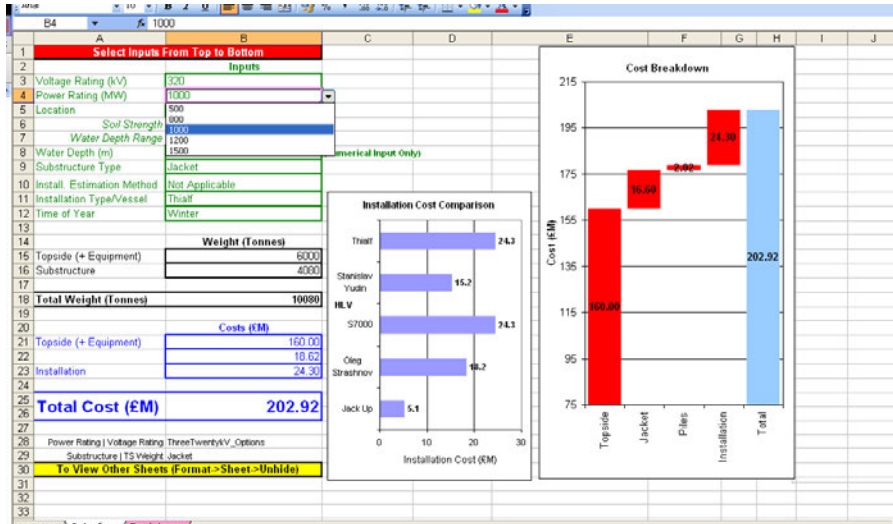 B4 fx 1000
A B C D E F G H I J
1 Select Inputs From Top to Bottom
2 Inputs
3 Voltage Rating (kV) 320
4 Power Rating (MW) 1000
5 Location 500
800
6 Soil Strength 1000
7 Water Depth Range 1200
8 Water Depth (m) 1500 Numerical Input Only)
9 Substructure Type Jacket
10 Install. Estimation Method Not Applicable
11 Installation Type/Vessel Thialf
12 Time of Year Winter
13
14 Weight (Tonnes)
15 Topside (+ Equipment) 6000
16 Substructure 4080
17
18 Total Weight (Tonnes) 10080
19
20 Costs (£M)
21 Topside (+ Equipment) 160.00
22 18.62
23 Installation 24.30
24
25
26
Total Cost (£M) 202.92
27
28 Power Rating | Voltage Rating ThreeTwentykV_Options
29 Substructure | TS Weight Jacket
30 To View Other Sheets (Format->Sheet->Unhide)
31
32
33
Installation Cost Comparison
Thialf 24.3
Stanislav
Yudin 15.2
HLV
S7000 24.3
Oleg
Strashnov 18.2
Jack Up 5.1
0 10 20 30
Installation Cost (£M)
Cost Breakdown
Cost (£M)
215
195
175
155
135
115
95
75
160.00
16.60
2.02
24.30
202.92
Topside
Jacket
Piles
Installation
Total